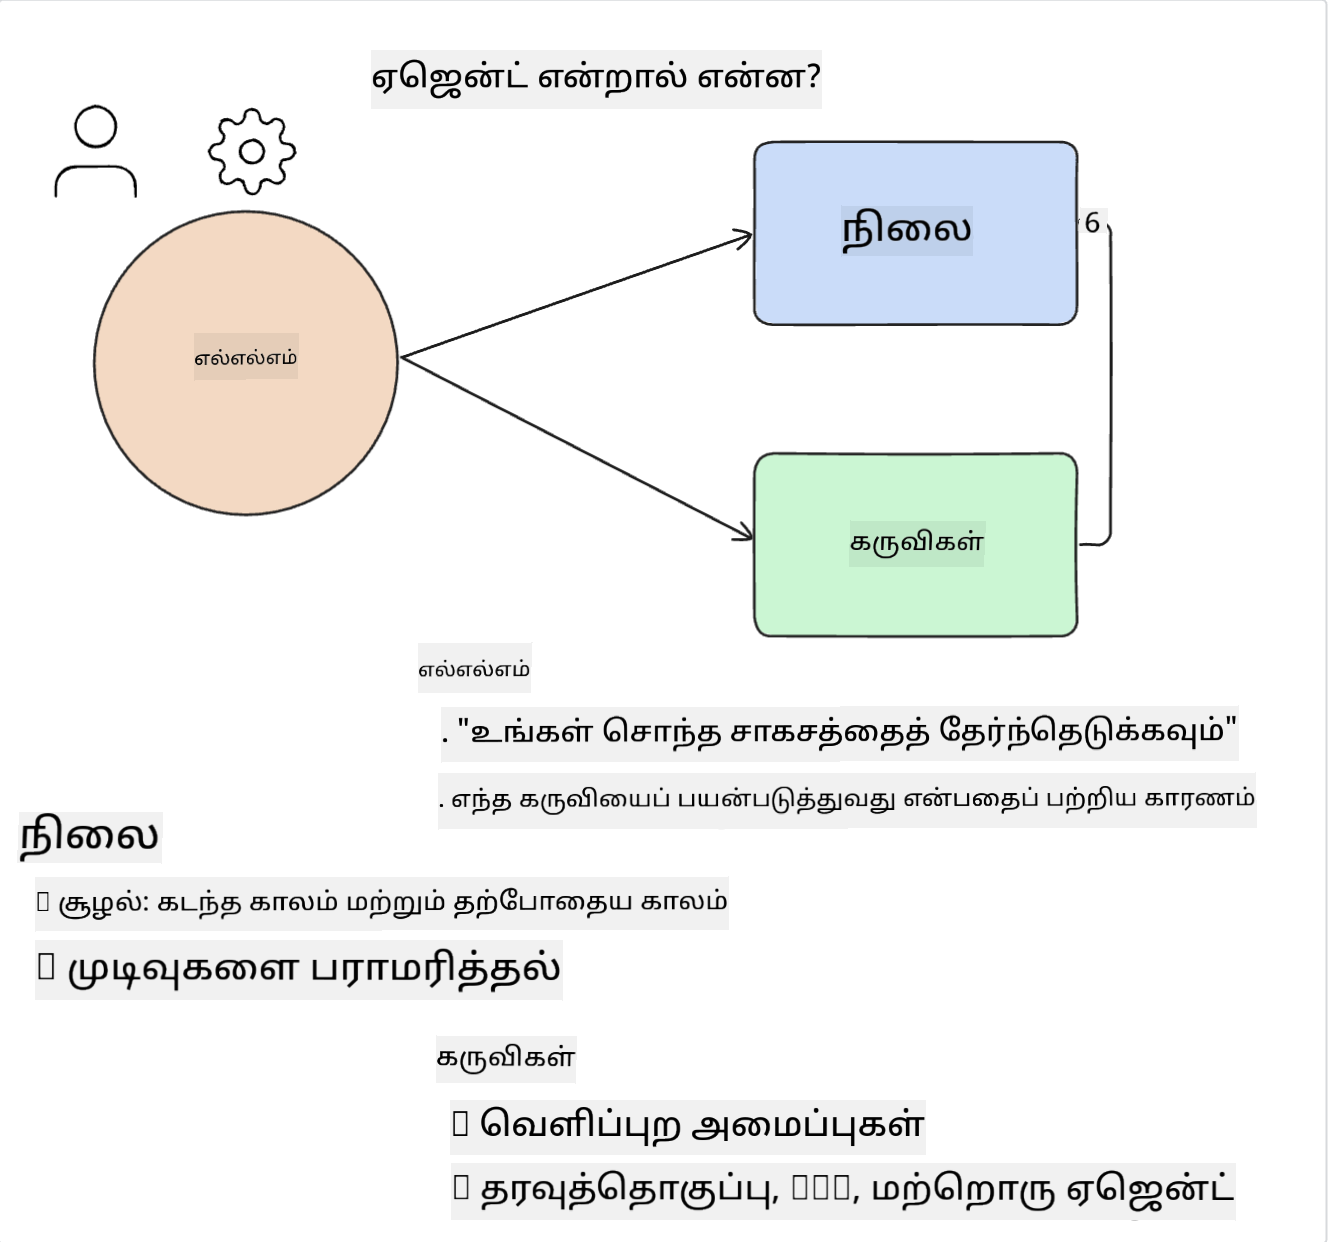 ஏஜென்ட் என்றால் என்ன?
நிலை
6
எல்எல்எம்
கருவிகள்
எல்எல்எம்
. "உங்கள் சொந்த சாகசத்தைத் தேர்ந்தெடுக்கவும்"
. எந்த கருவியைப் பயன்படுத்துவது என்பதைப் பற்றிய காரணம்
நிலை
சூழல்: கடந்த காலம் மற்றும் தற்போதைய காலம்
முடிவுகளை பராமரித்தல்
கருவிகள்
வெளிப்புற அமைப்புகள்
தரவுத்தொகுப்பு, , மற்றொரு ஏஜென்ட்